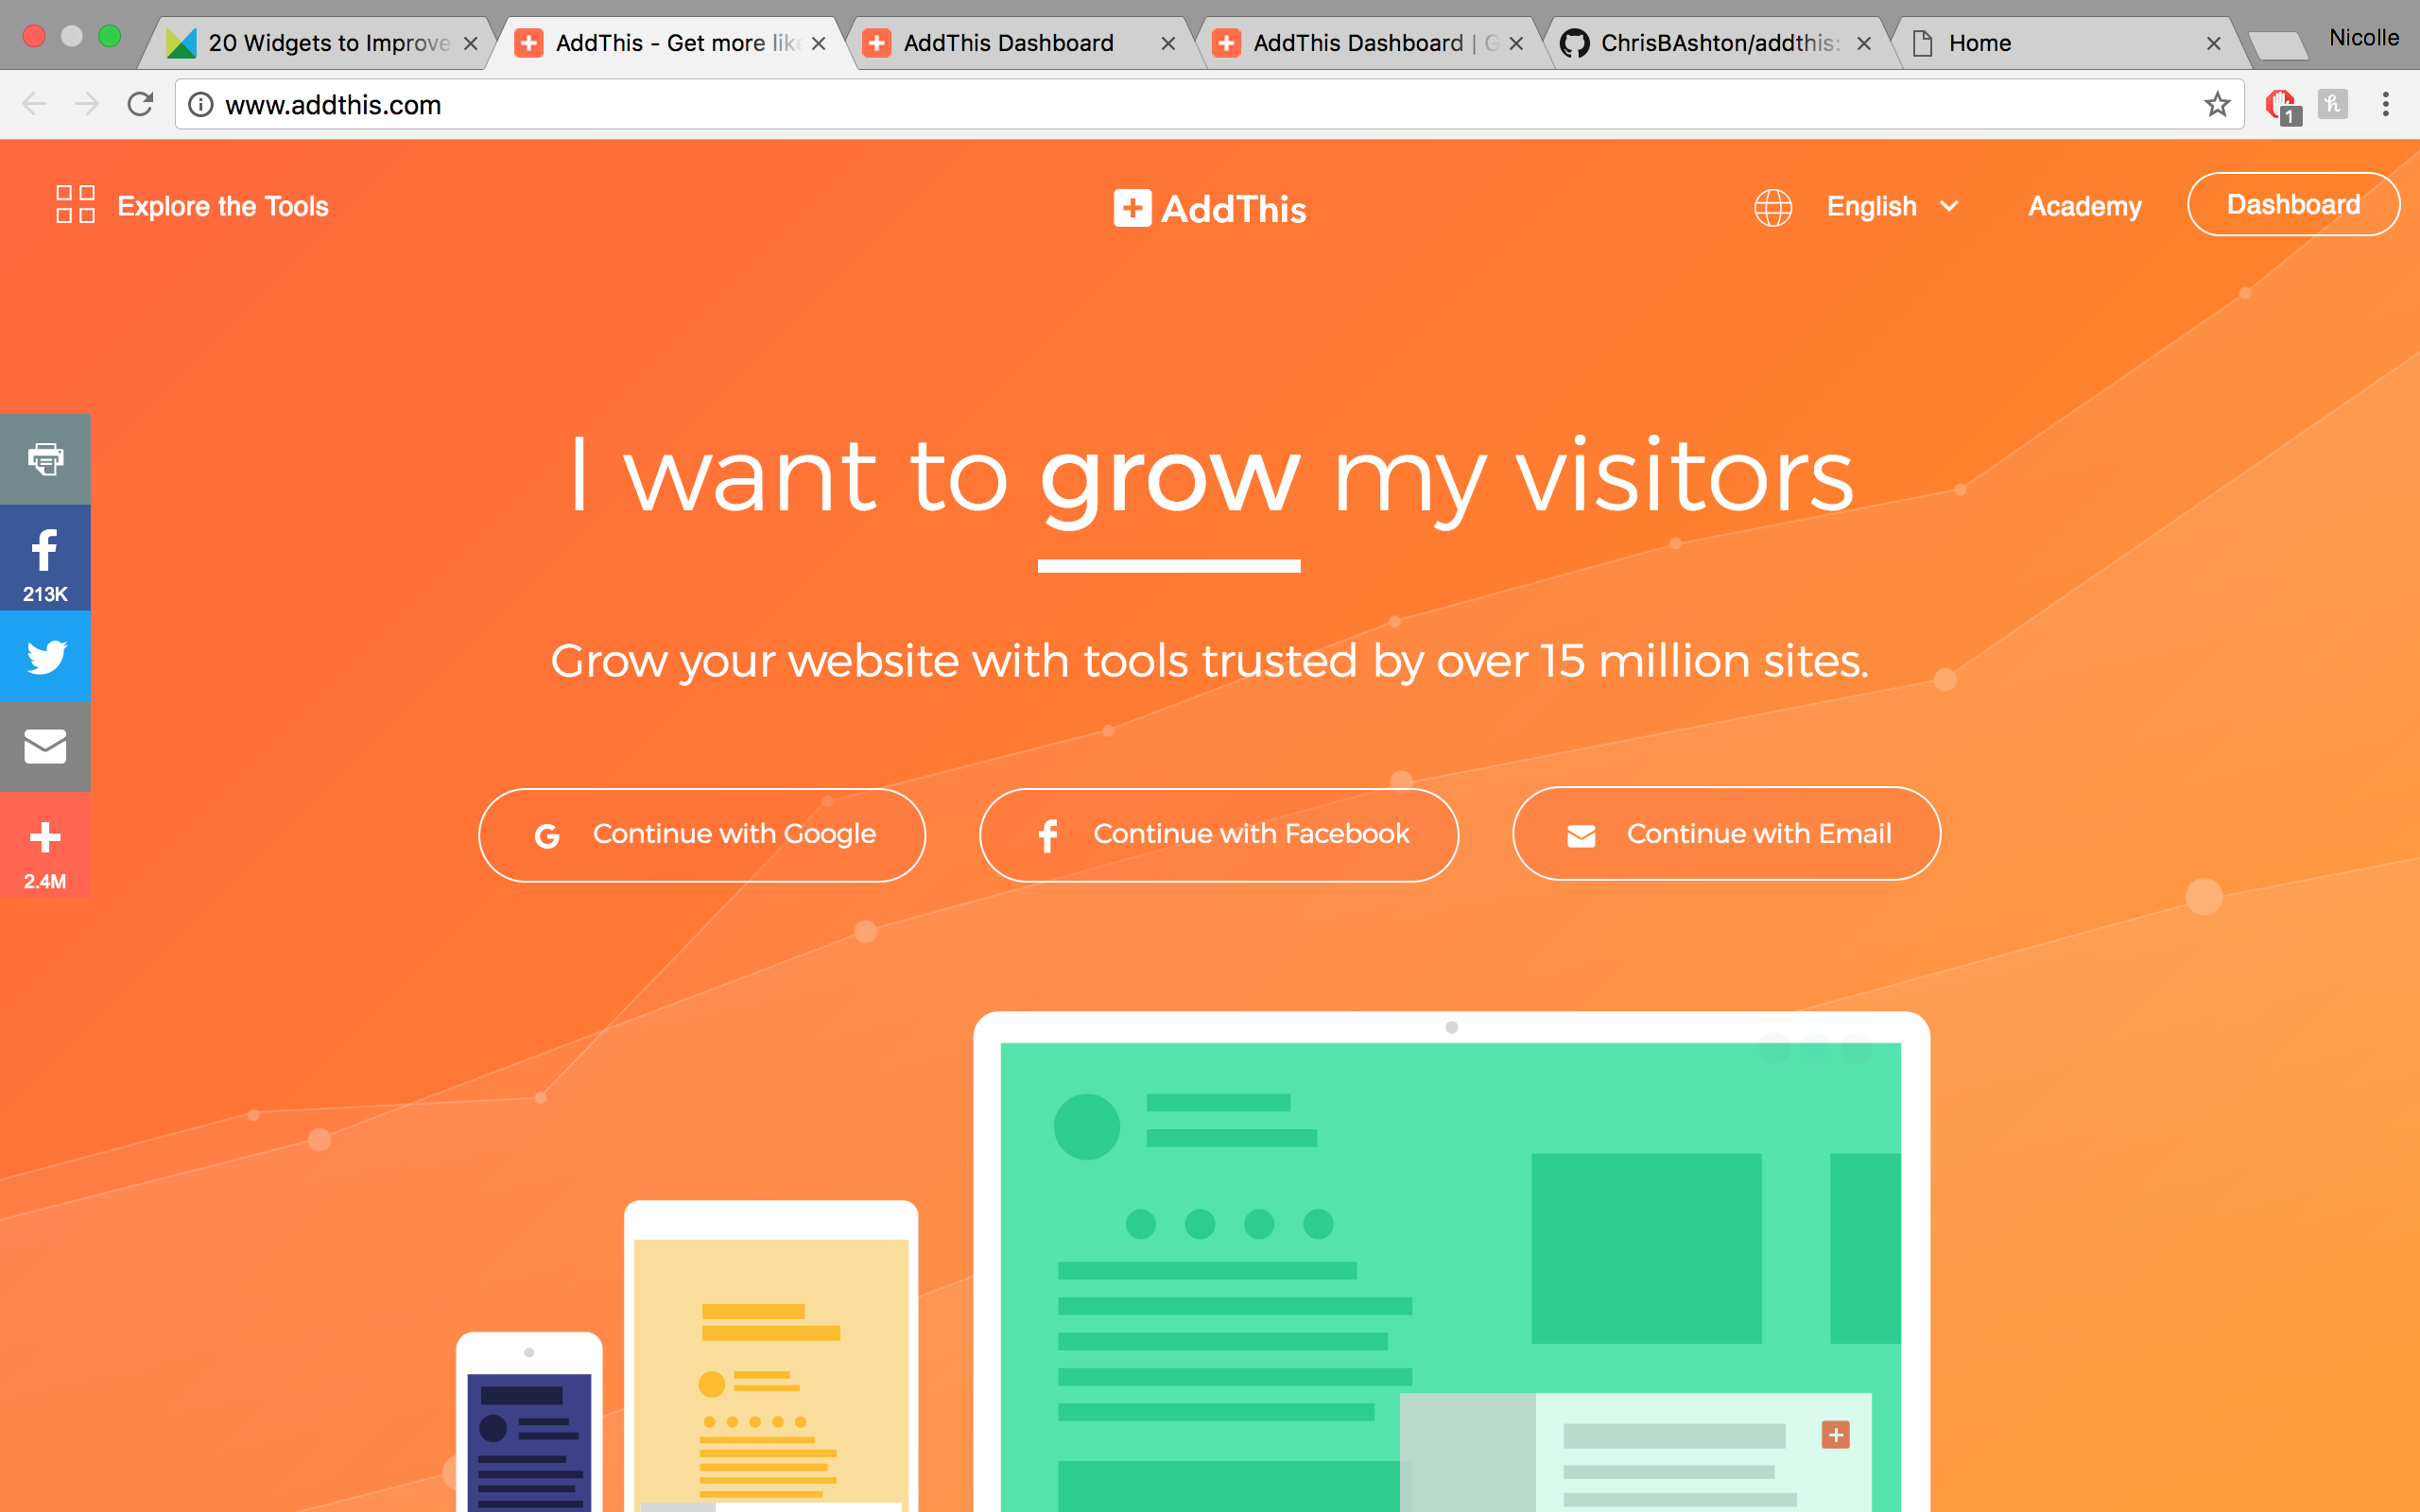 20 Widgets to Improve
AddThis - Get more like
AddThis Dashboard
AddThis Dashboard | G
ChrisBAshton/addthis:
Home
Nicolle
www.addthis.com
1
Explore the Tools
AddThis
English
Academy
Dashboard
I want to grow my visitors
213K
Grow your website with tools trusted by over 15 million sites.
Continue with Google
Continue with Facebook
Continue with Email
2.4M